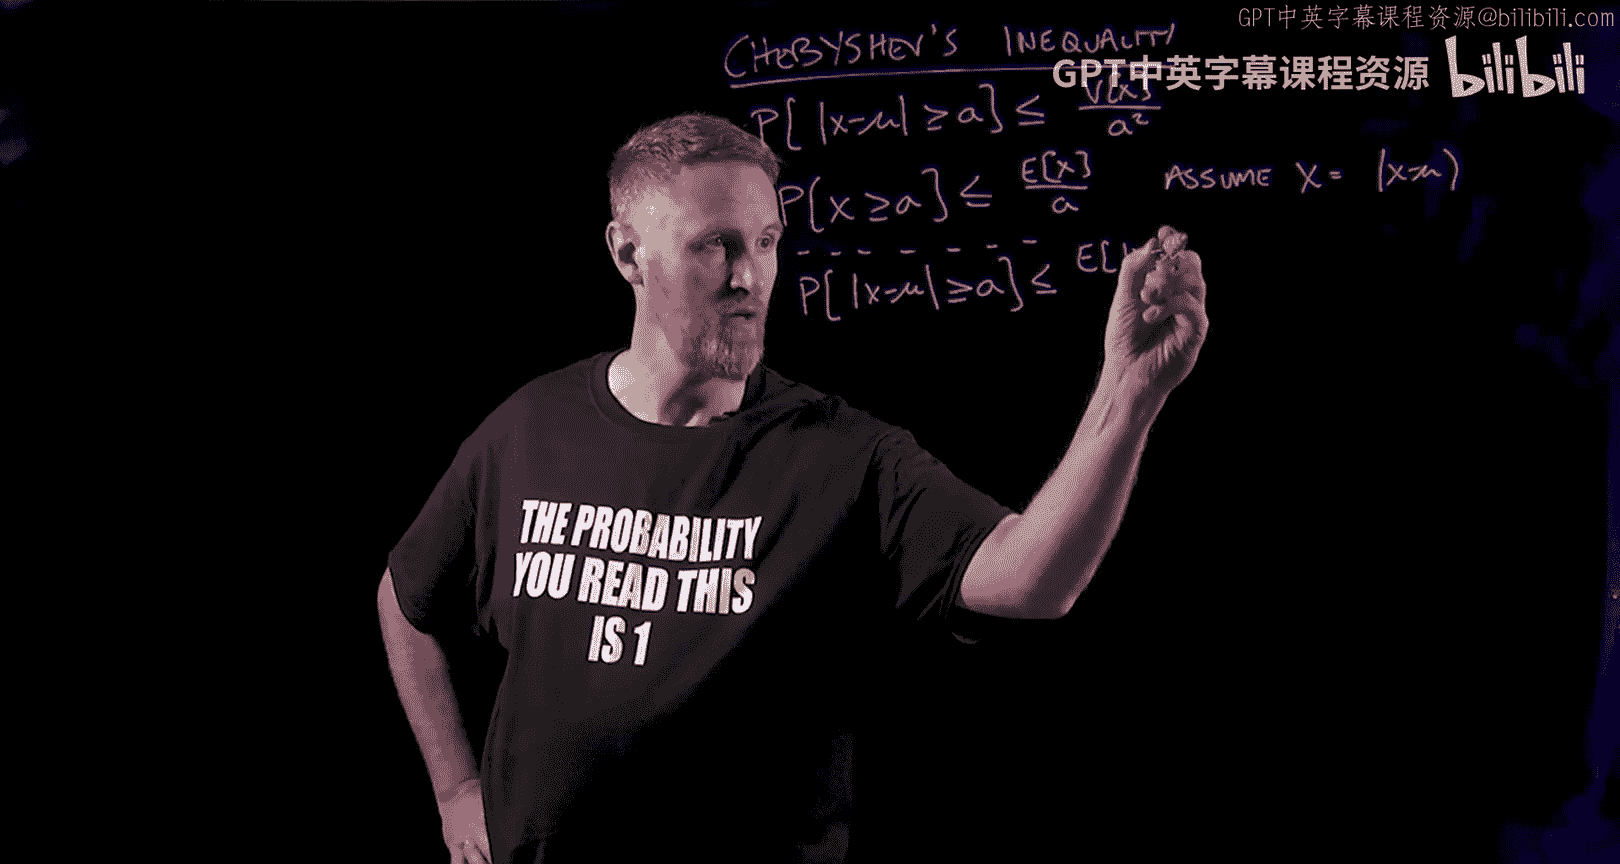 GPT中英字幕课程资源@bilibili.com
CHEBYSHEV'S INEQUALITY
GPT中英字幕课程资源 bilibili
P[ |x-μ| ≥ a ] ≤ V[x] / a²
P[ x ≥ a ] ≤ E[x] / a ASSUME X = |x-μ)
P[ |x-μ| ≥ a ] ≤ E[
THE PROBABILITY
YOU READ THIS
IS 1